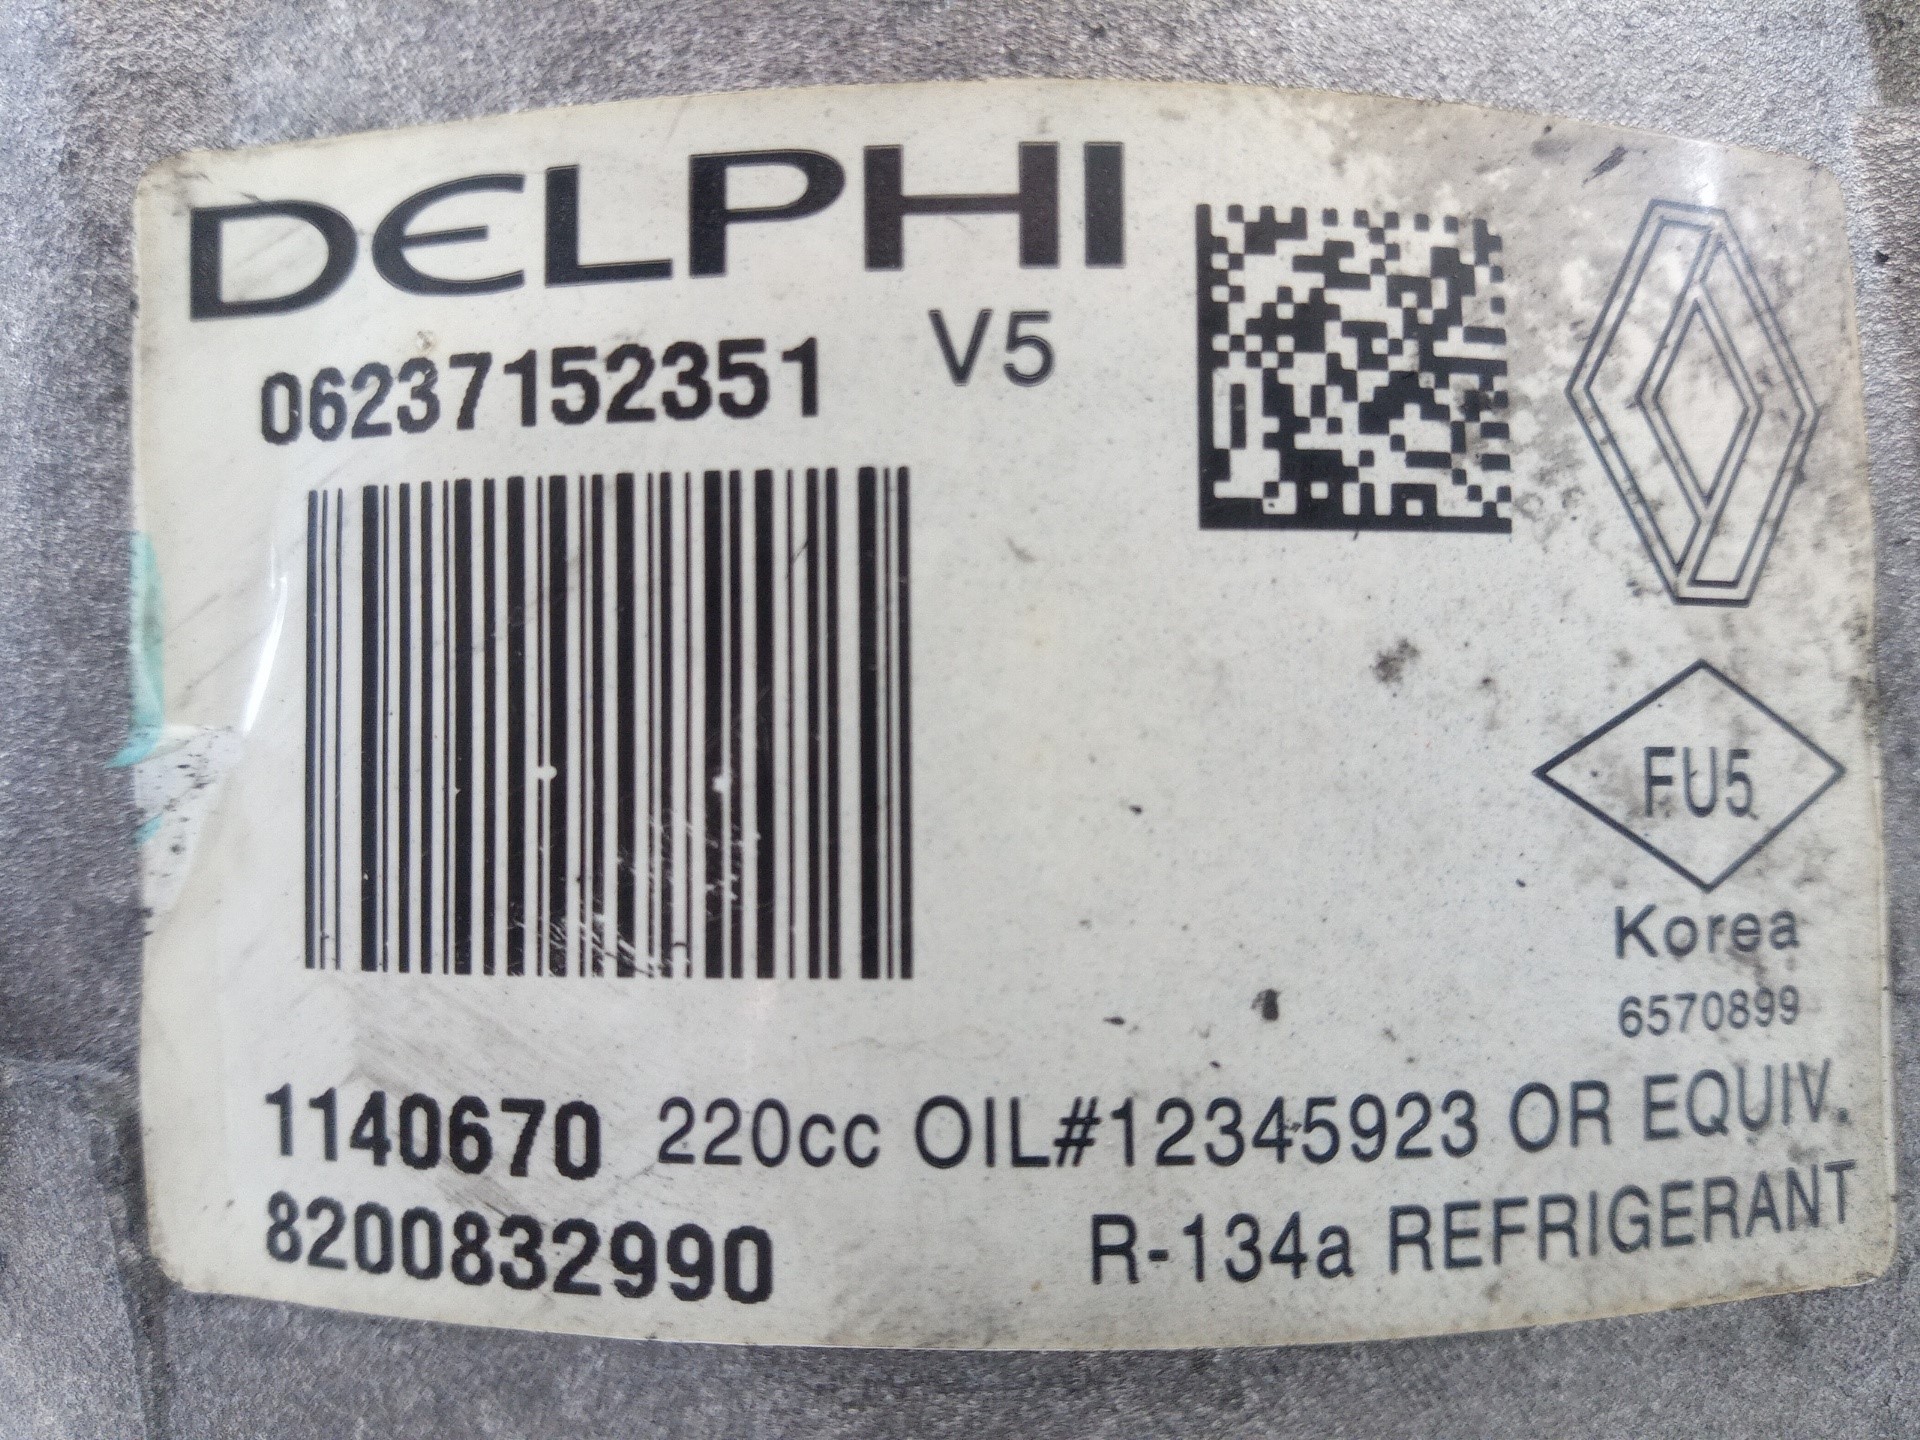 DELPHI
V5
06237152351
FU5
Korea
6570899
1140670 220cc OIL#12345923 OR EQUIV.
8200832990 R-134a REFRIGERANT